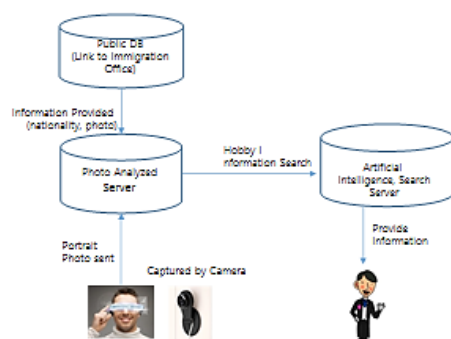 Public DB
(Link to Immigration
Office)
Information Provided
(nationality, photo)
Photo Analyzed
Server
Hobby I
nformation Search
Artificial
Intelligence, Search
Server
Portrait
Photo sent
Captured by Camera
Provide
Information